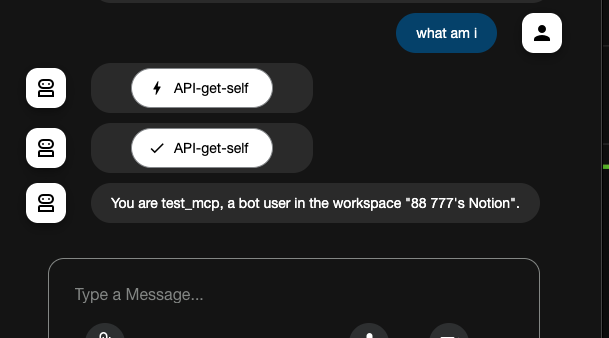 what am i
API-get-self
API-get-self
You are test_mcp, a bot user in the workspace "88 777's Notion".
Type a Message...